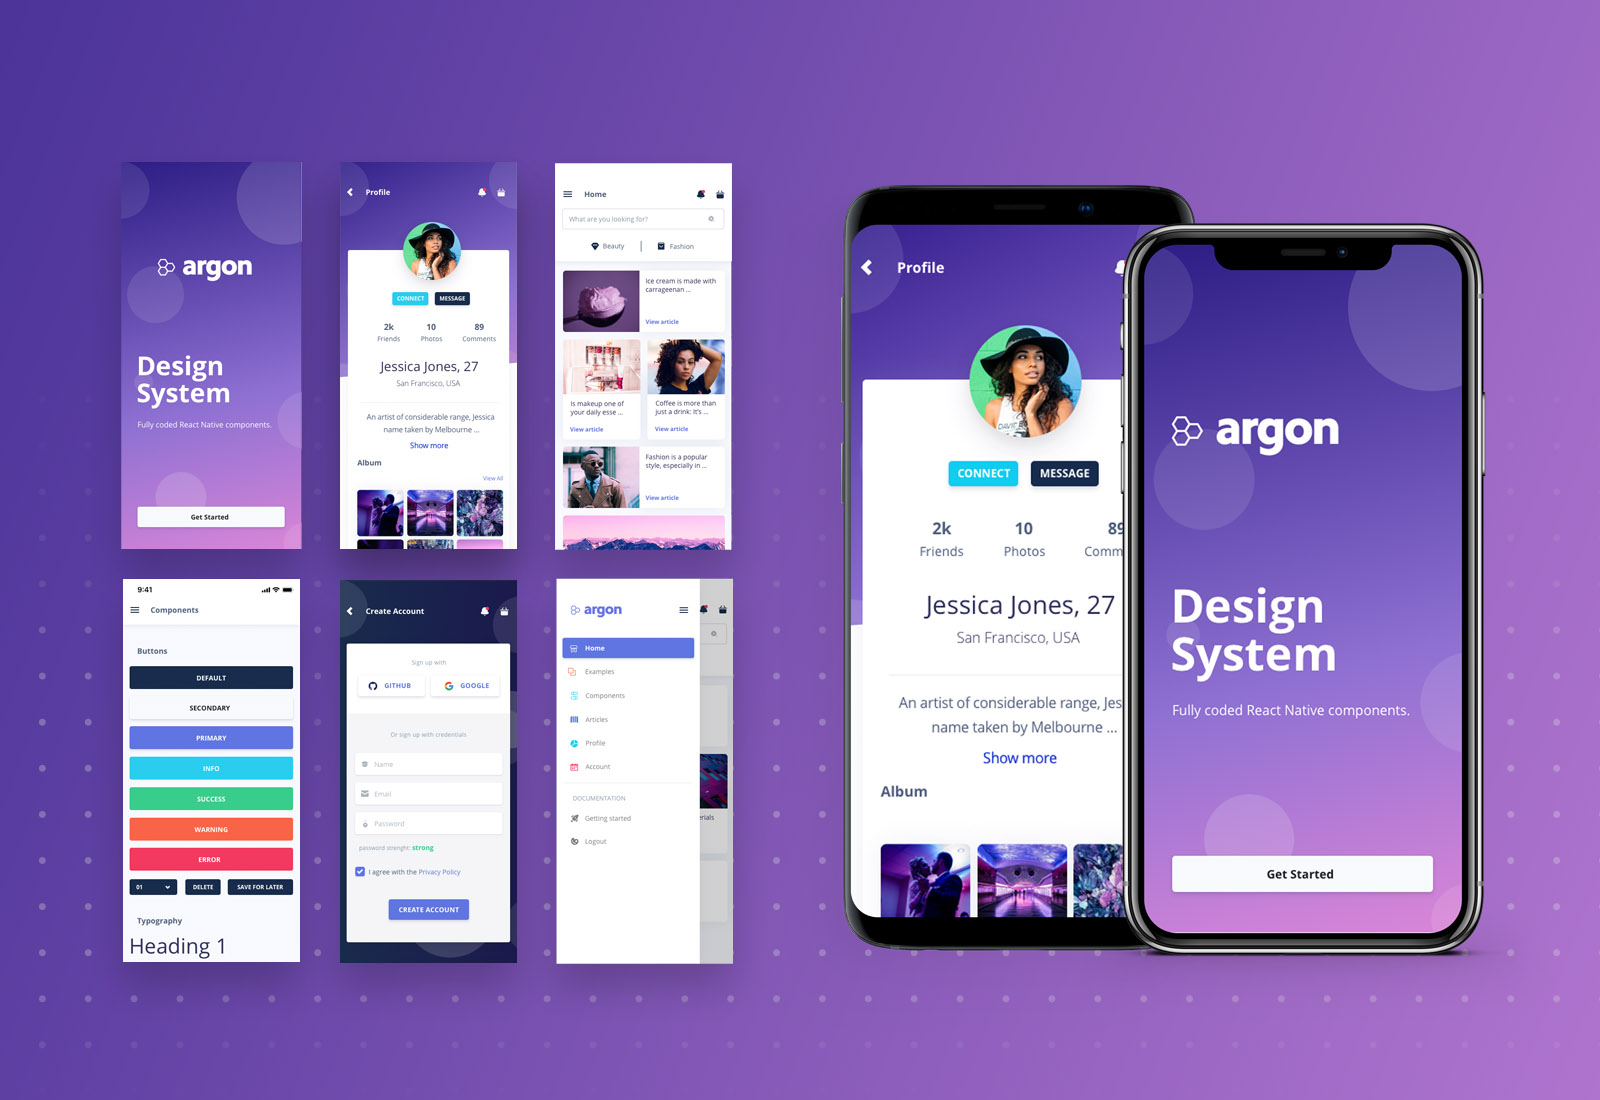 argon
Design
System
Fully coded React Native components.
Get Started
Profile
CONNECT
MESSAGE
2k
10
89
Friends
Photos
Comments
Jessica Jones, 27
San Francisco, USA
An artist of considerable range, Jessica
name taken by Melbourne ...
Show more
Album
View All
Home
What are you looking for?
Beauty
Fashion
Ice cream is made with
carrageenan ...
View article
Is makeup one of
your daily esse ...
View article
Coffee is more than
just a drink: It's ...
View article
Fashion is a popular
style, especially in ...
View article
9:41
Components
Buttons
DEFAULT
SECONDARY
PRIMARY
INFO
SUCCESS
WARNING
ERROR
01
DELETE
SAVE FOR LATER
Typography
Heading 1
Create Account
Sign up with
GITHUB
GOOGLE
Or sign up with credentials
Name
Email
Password
password strenght: strong
I agree with the Privacy Policy
CREATE ACCOUNT
argon
Home
Examples
Components
Articles
Profile
Account
DOCUMENTATION
Getting started
Logout
erials
Profile
CONNECT
MESSAGE
2k
10
89
Friends
Photos
Comm
Jessica Jones, 27
San Francisco, USA
An artist of considerable range, Jes
name taken by Melbourne ...
Show more
Album
argon
Design
System
Fully coded React Native components.
Get Started